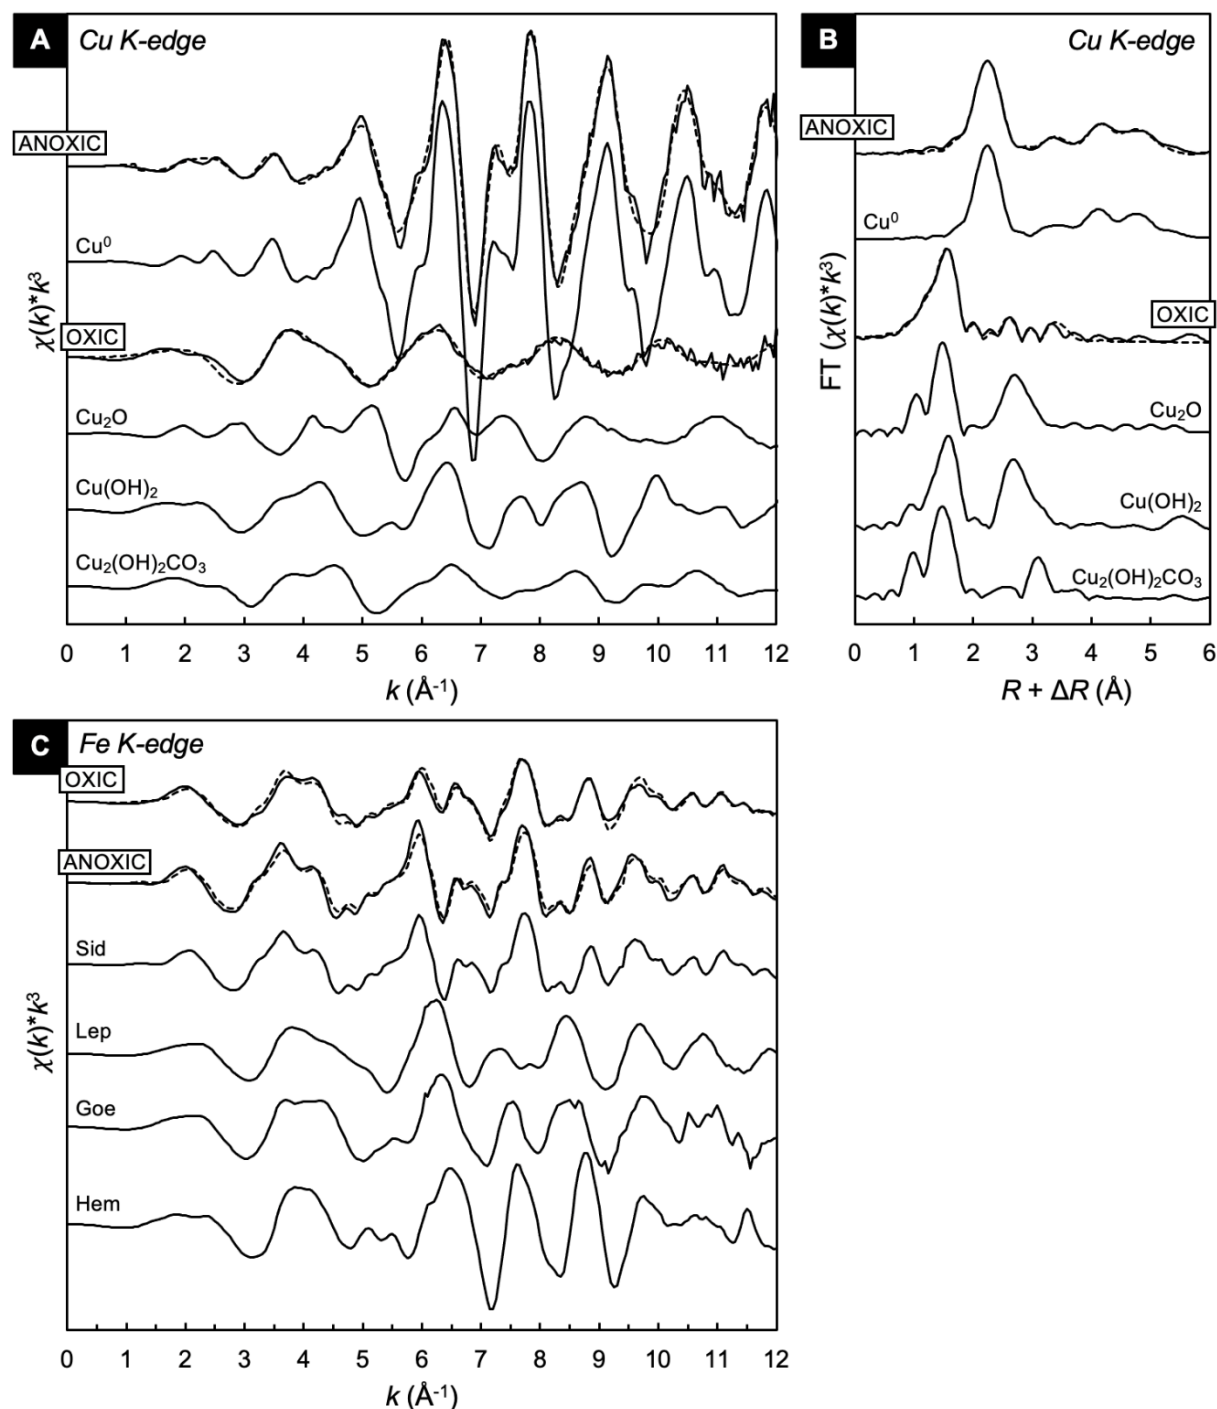 A Cu K-edge
ANOXIC
Cu⁰
OXIC
Cu₂O
Cu(OH)₂
Cu₂(OH)₂CO₃
χ(k)*k³
0 1 2 3 4 5 6 7 8 9 10 11 12
k (Å⁻¹)
B Cu K-edge
ANOXIC
Cu⁰
OXIC
Cu₂O
Cu(OH)₂
Cu₂(OH)₂CO₃
FT (χ(k)*k³)
0 1 2 3 4 5 6
R + ΔR (Å)
C Fe K-edge
OXIC
ANOXIC
Sid
Lep
Goe
Hem
χ(k)*k³
0 1 2 3 4 5 6 7 8 9 10 11 12
k (Å⁻¹)